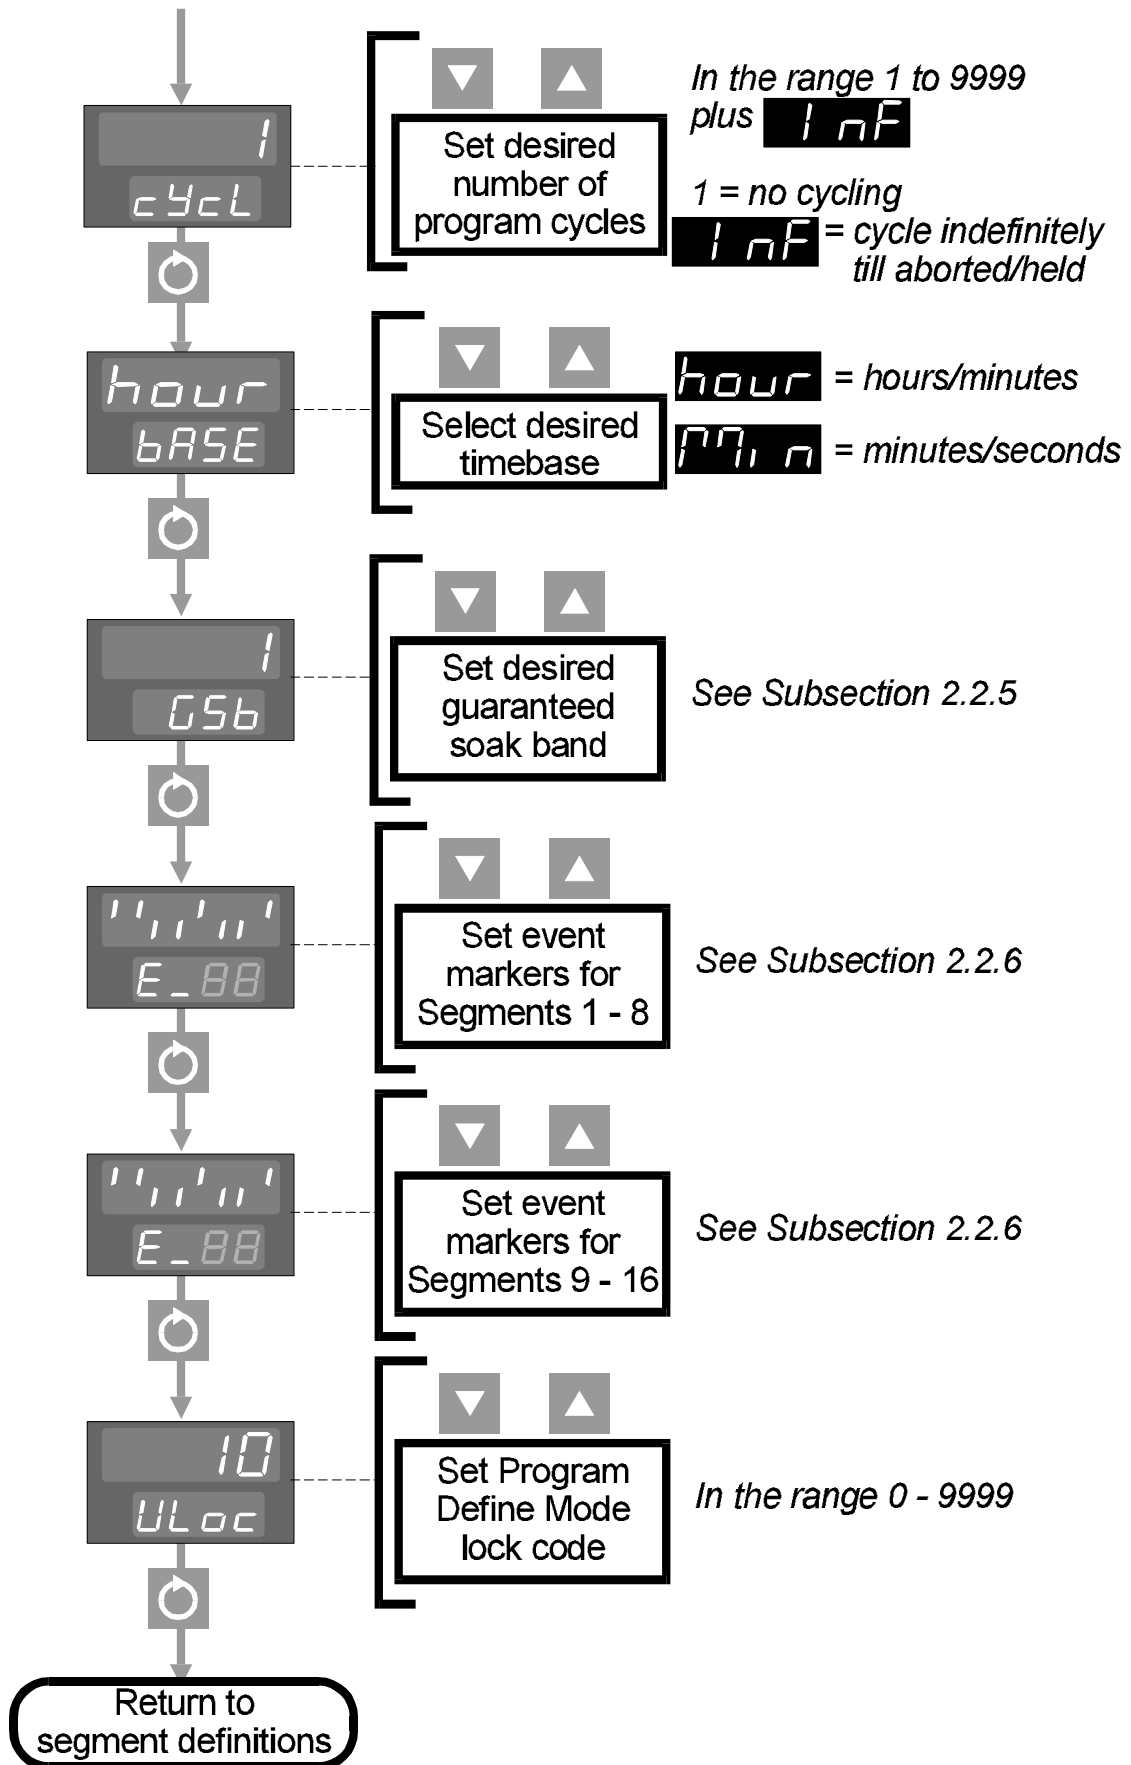 1
cYcL
Set desired
number of
program cycles
In the range 1 to 9999
plus InF
1 = no cycling
InF = cycle indefinitely
till aborted/held
hour
bASE
Select desired
timebase
hour = hours/minutes
Min = minutes/seconds
1
GSb
Set desired
guaranteed
soak band
See Subsection 2.2.5
E_88
Set event
markers for
Segments 1 - 8
See Subsection 2.2.6
E_88
Set event
markers for
Segments 9 - 16
See Subsection 2.2.6
10
ULoc
Set Program
Define Mode
lock code
In the range 0 - 9999
Return to
segment definitions